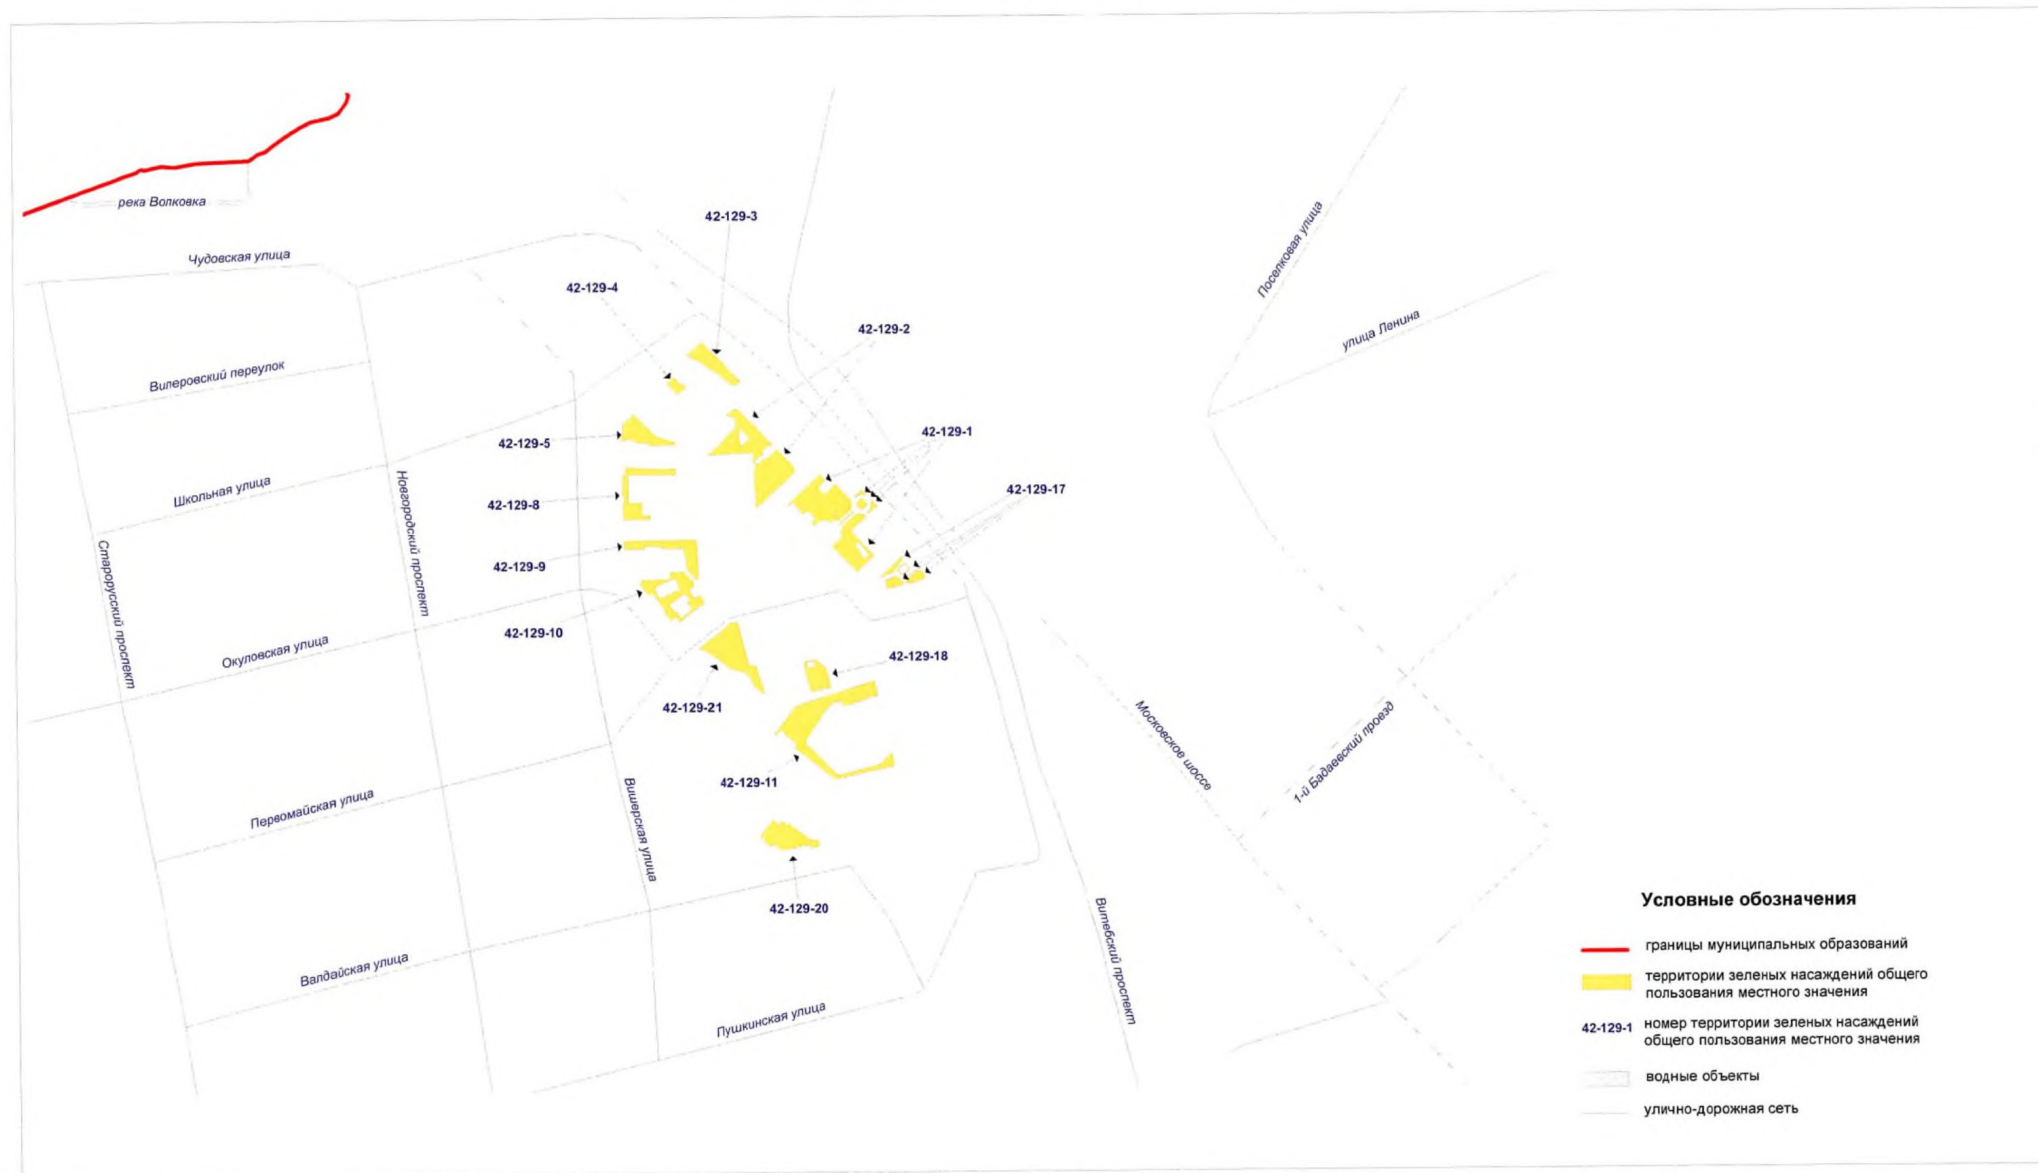 река Волковка
Чудовская улица
Вилеровский переулок
Школьная улица
Старорусский проспект
Новгородский проспект
Окуловская улица
Первомайская улица
Валдайская улица
Вишерская улица
Пушкинская улица
Витебский проспект
Московское шоссе
1-й Бадаевский проезд
Поселковая улица
улица Ленина
42-129-3
42-129-4
42-129-2
42-129-1
42-129-5
42-129-17
42-129-8
42-129-9
42-129-10
42-129-18
42-129-21
42-129-11
42-129-20
Условные обозначения
границы муниципальных образований
территории зеленых насаждений общего
пользования местного значения
42-129-1 номер территории зеленых насаждений
общего пользования местного значения
водные объекты
улично-дорожная сеть